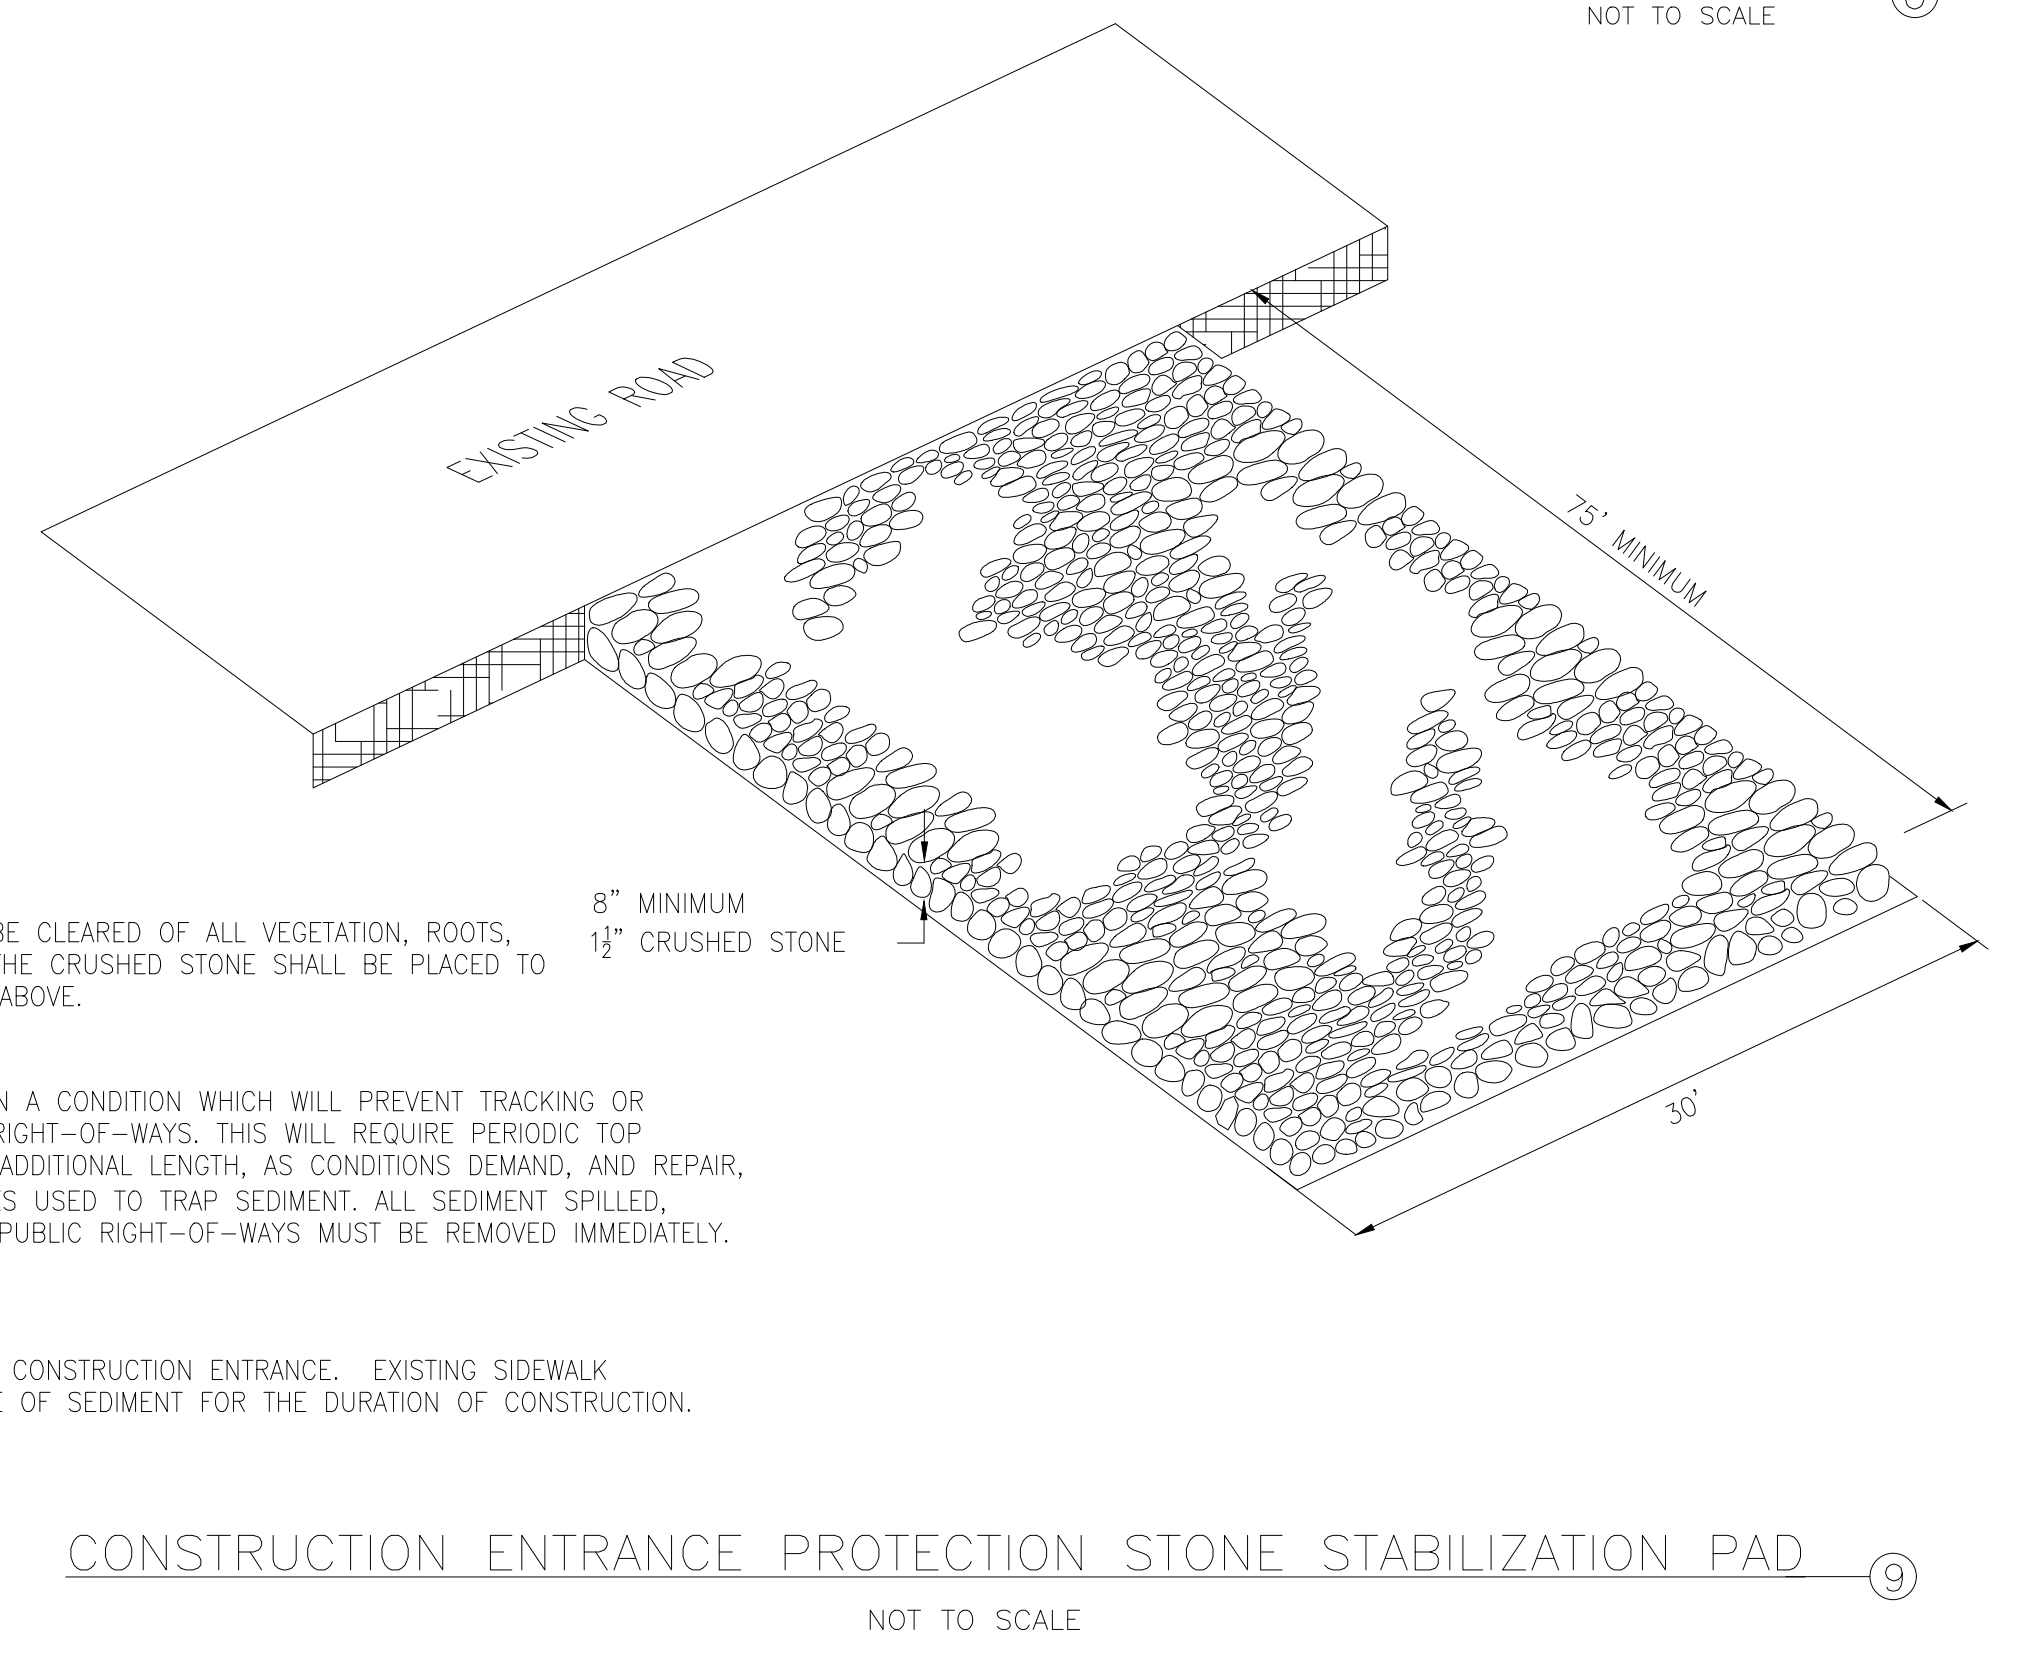 NOT TO SCALE
EXISTING ROAD
75' MINIMUM
8" MINIMUM
1½" CRUSHED STONE
BE CLEARED OF ALL VEGETATION, ROOTS,
THE CRUSHED STONE SHALL BE PLACED TO
ABOVE.
30'
A CONDITION WHICH WILL PREVENT TRACKING OR
RIGHT-OF-WAYS. THIS WILL REQUIRE PERIODIC TOP
ADDITIONAL LENGTH, AS CONDITIONS DEMAND, AND REPAIR,
USED TO TRAP SEDIMENT. ALL SEDIMENT SPILLED,
PUBLIC RIGHT-OF-WAYS MUST BE REMOVED IMMEDIATELY.
CONSTRUCTION ENTRANCE. EXISTING SIDEWALK
OF SEDIMENT FOR THE DURATION OF CONSTRUCTION.
CONSTRUCTION ENTRANCE PROTECTION STONE STABILIZATION PAD 9
NOT TO SCALE